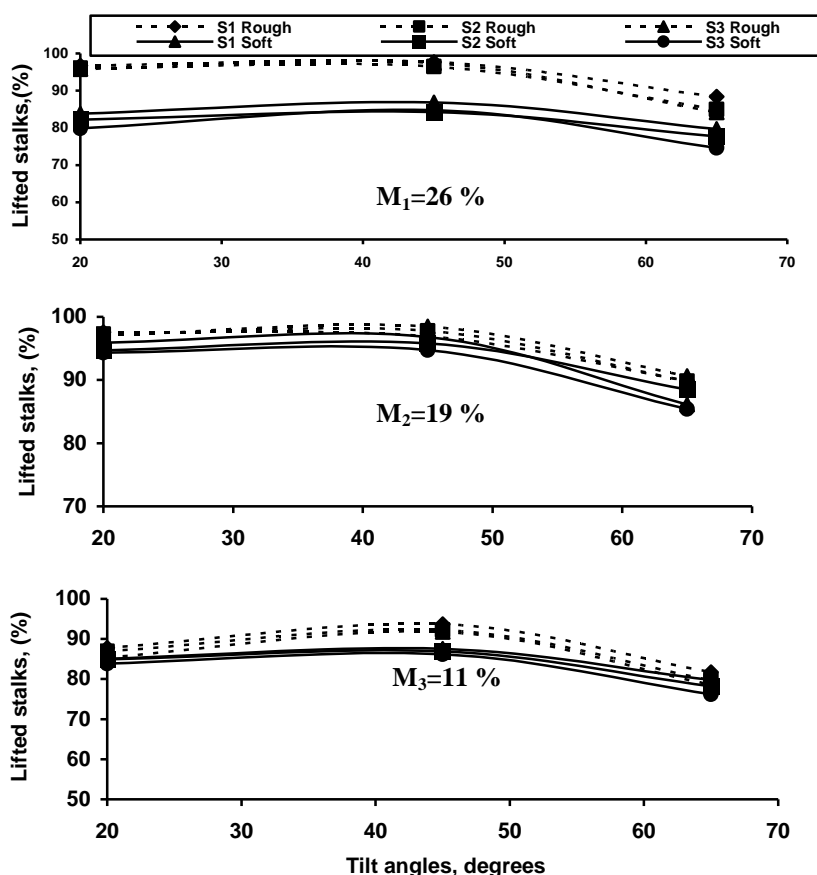 S1 Rough S2 Rough S3 Rough
S1 Soft S2 Soft S3 Soft
Lifted stalks,(%)
100
90
80
70
60
50
20 30 40 50 60 70
M₁=26 %
Lifted stalks, (%)
100
90
80
70
20 30 40 50 60 70
M₂=19 %
Lifted stalks, (%)
100
90
80
70
60
50
20 30 40 50 60 70
M₃=11 %
Tilt angles, degrees